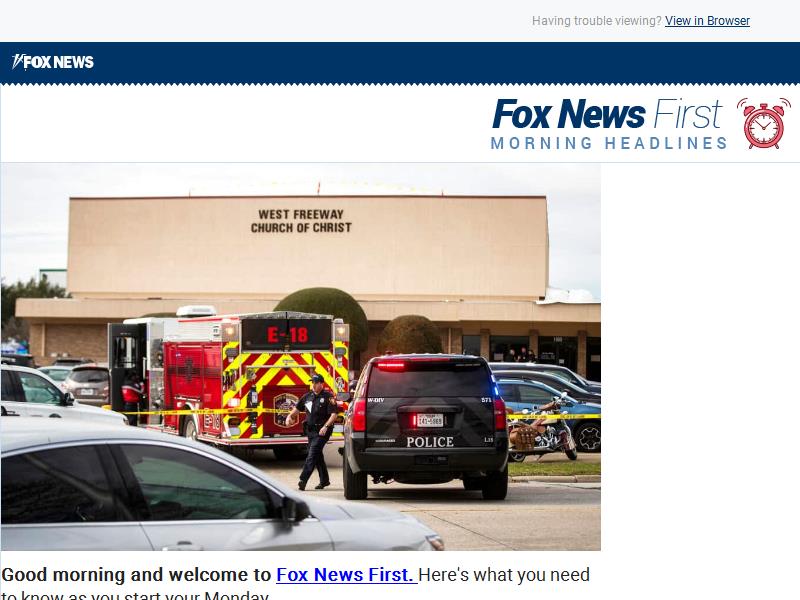 Having trouble viewing? View in Browser
FOX NEWS
Fox News First
MORNING HEADLINES
WEST FREEWAY
CHURCH OF CHRIST
E-18
W-DIV 571
POLICE
Good morning and welcome to Fox News First. Here's what you need
to know as you start your Monday